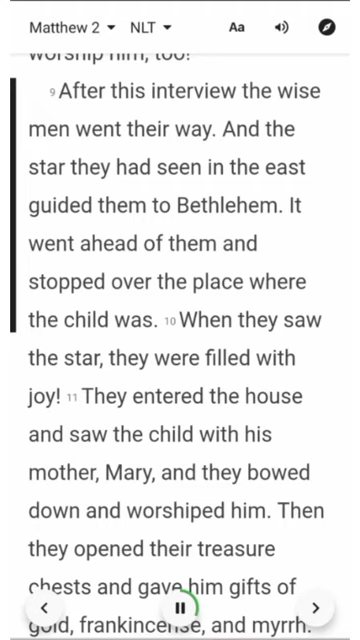 Matthew 2 NLT Aa
worship him, too!
9 After this interview the wise
men went their way. And the
star they had seen in the east
guided them to Bethlehem. It
went ahead of them and
stopped over the place where
the child was. 10 When they saw
the star, they were filled with
joy! 11 They entered the house
and saw the child with his
mother, Mary, and they bowed
down and worshiped him. Then
they opened their treasure
chests and gave him gifts of
gold, frankincense, and myrrh.